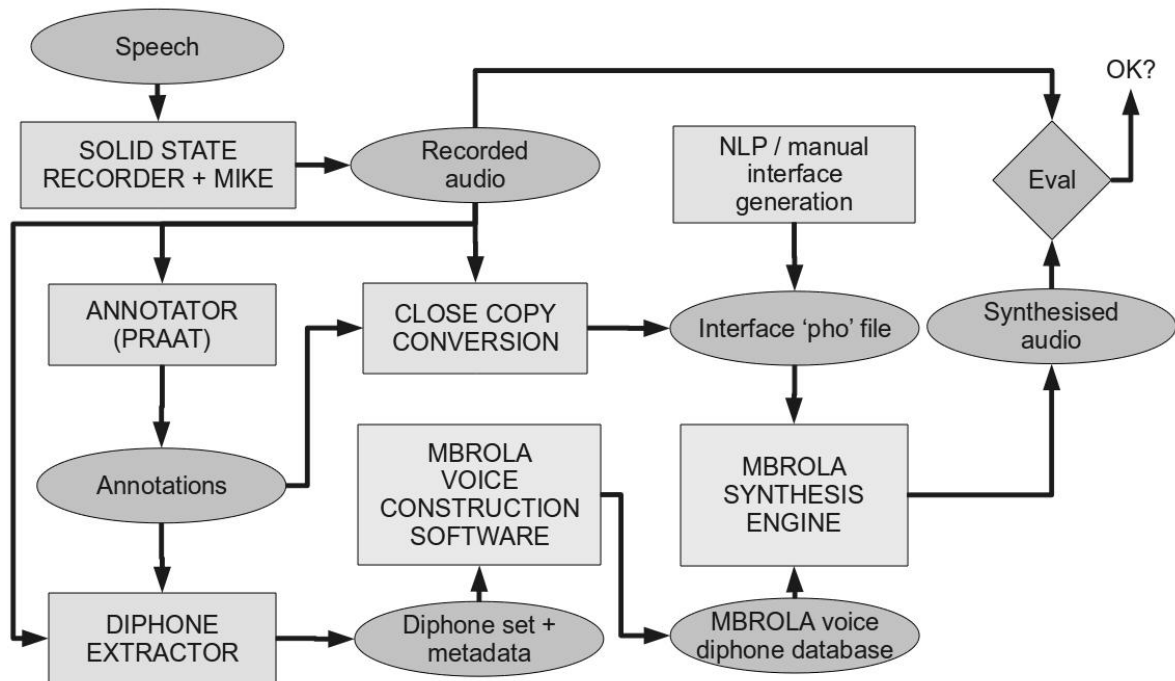 Speech
OK?
SOLID STATE
RECORDER + MIKE
Recorded
audio
NLP / manual
interface
generation
Eval
ANNOTATOR
(PRAAT)
CLOSE COPY
CONVERSION
Interface ‘pho’ file
Synthesised
audio
Annotations
MBROLA
VOICE
CONSTRUCTION
SOFTWARE
MBROLA
SYNTHESIS
ENGINE
DIPHONE
EXTRACTOR
Diphone set +
metadata
MBROLA voice
diphone database